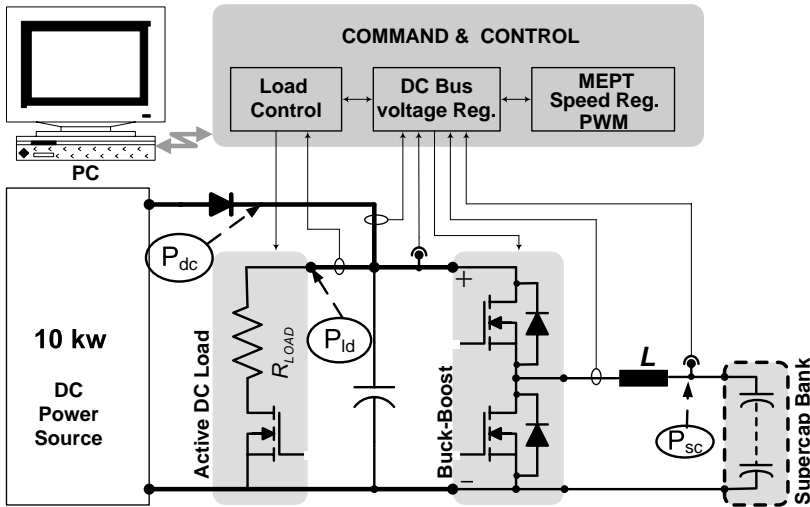 COMMAND & CONTROL
Load
Control
DC Bus
voltage Reg.
MEPT
Speed Reg.
PWM
PC
Pdc
Pld
10 kw
DC
Power
Source
Active DC Load
RLOAD
+
Buck-Boost
−
L
Psc
Supercap Bank